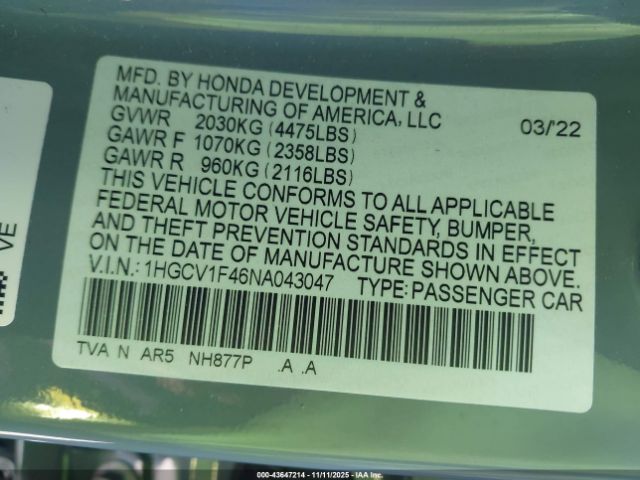 MFD. BY HONDA DEVELOPMENT &
MANUFACTURING OF AMERICA, LLC 03/'22
GVWR 2030KG (4475LBS)
GAWR F 1070KG (2358LBS)
GAWR R 960KG (2116LBS)
THIS VEHICLE CONFORMS TO ALL APPLICABLE
FEDERAL MOTOR VEHICLE SAFETY, BUMPER,
AND THEFT PREVENTION STANDARDS IN EFFECT
ON THE DATE OF MANUFACTURE SHOWN ABOVE.
V.I.N.: 1HGCV1F46NA043047 TYPE: PASSENGER CAR
TVA N AR5 NH877P .A .A
VE
000-43647214 - 11/11/2025 - IAA Inc.